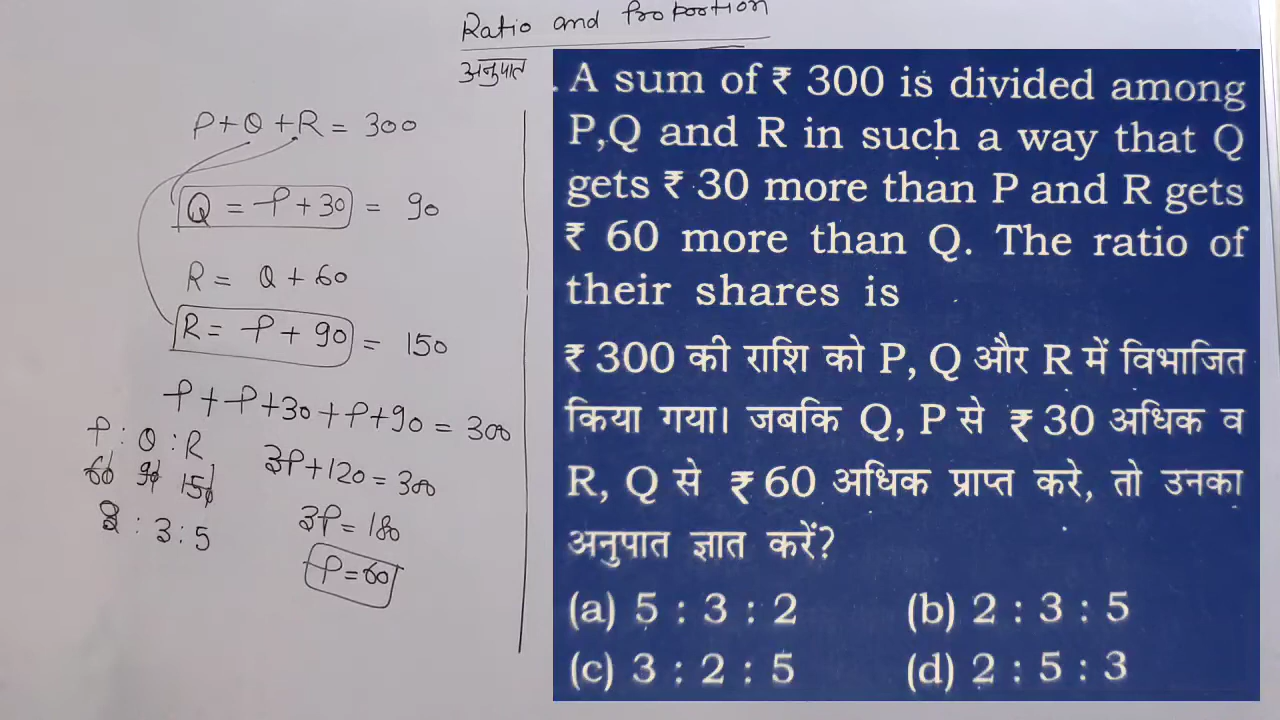 Ratio and Proportion
अनुपात
P+Q+R= 300
Q = P+30 = 90
R = Q + 60
R = P + 90 = 150
P + P+30 + P+90 = 300
3P+120 = 300
3P = 180
P = 60
P : Q : R
60 90 150
2 : 3 : 5
. A sum of ₹ 300 is divided among
P,Q and R in such a way that Q
gets ₹ 30 more than P and R gets
₹ 60 more than Q. The ratio of
their shares is
₹ 300 की राशि को P, Q और R में विभाजित
किया गया। जबकि Q, P से ₹ 30 अधिक व
R, Q से ₹ 60 अधिक प्राप्त करे, तो उनका
अनुपात ज्ञात करें?
(a) 5 : 3 : 2 (b) 2 : 3 : 5
(c) 3 : 2 : 5 (d) 2 : 5 : 3